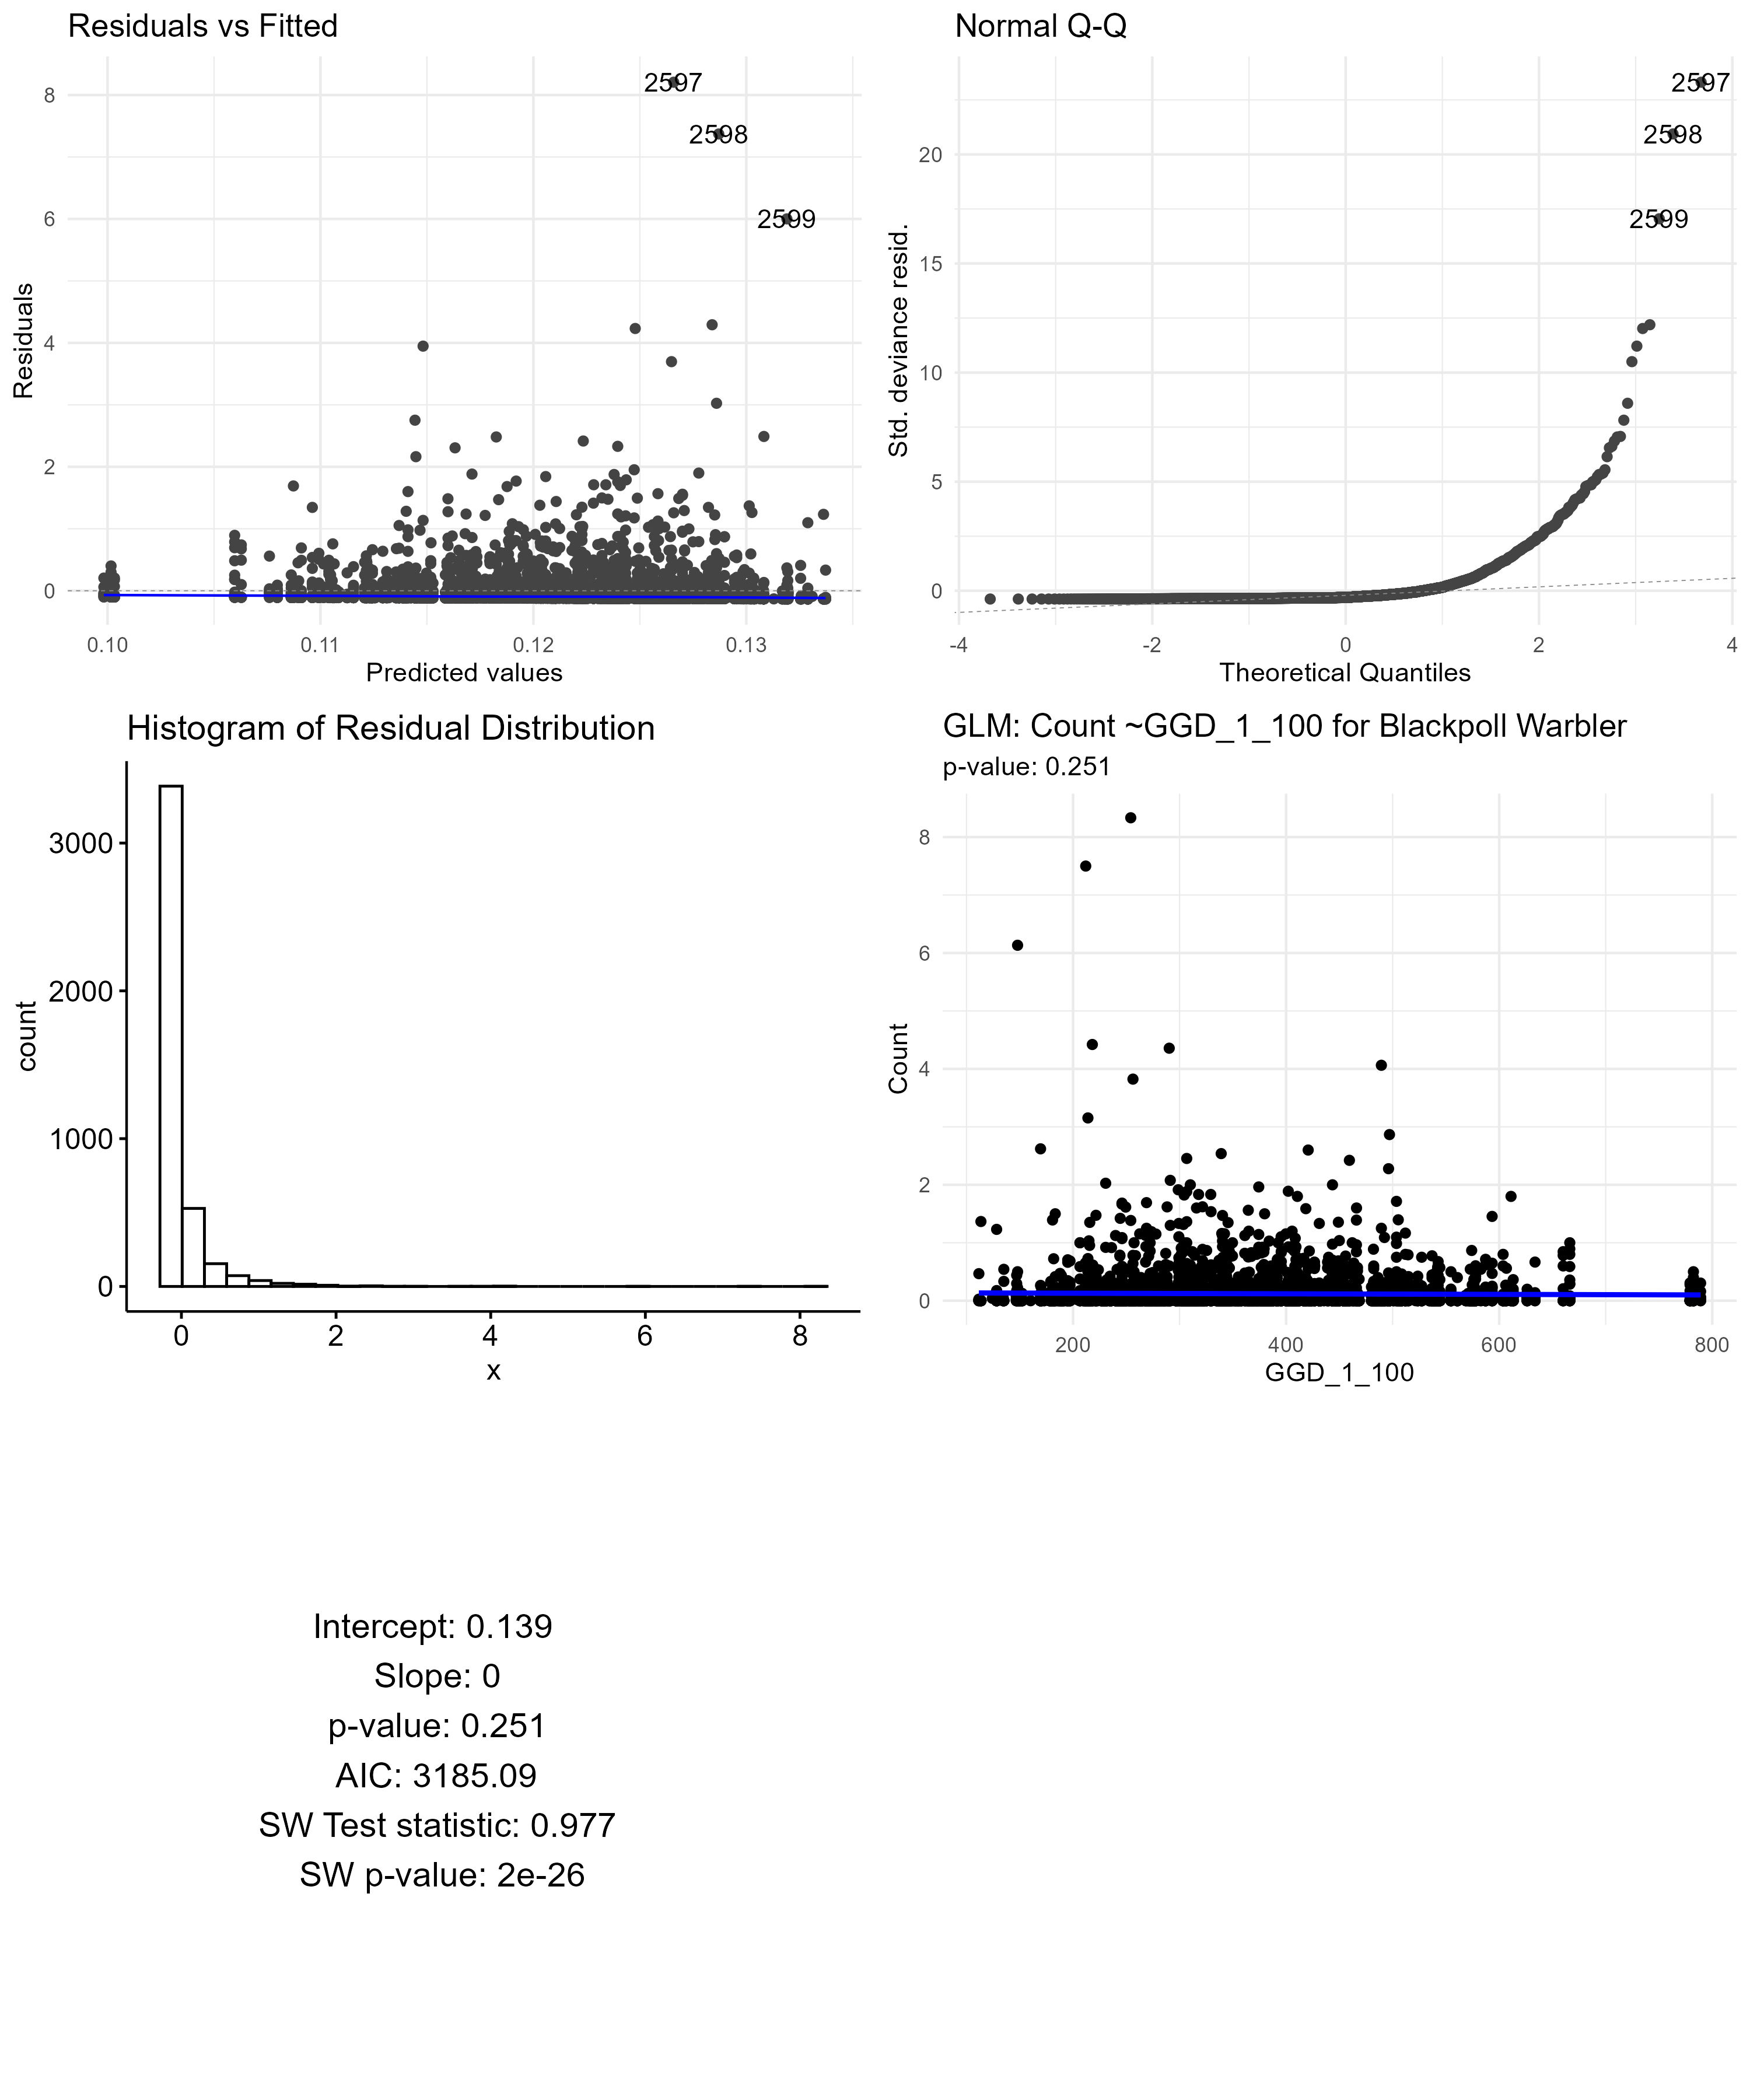 Residuals vs Fitted
2597
2598
2599
8
6
4
2
0
Residuals
0.10
0.11
0.12
0.13
Predicted values
Normal Q-Q
2597
2598
2599
20
15
10
5
0
Std. deviance resid.
-4
-2
0
2
4
Theoretical Quantiles
Histogram of Residual Distribution
3000
2000
1000
0
count
0
2
4
6
8
x
GLM: Count ~GGD_1_100 for Blackpoll Warbler
p-value: 0.251
8
6
4
2
0
Count
200
400
600
800
GGD_1_100
Intercept: 0.139
Slope: 0
p-value: 0.251
AIC: 3185.09
SW Test statistic: 0.977
SW p-value: 2e-26